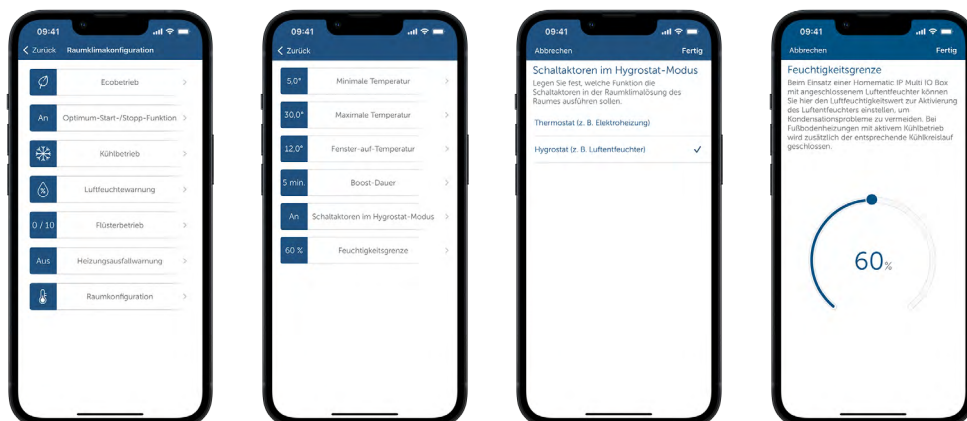 09:41
Zurück Raumklimakonfiguration
Ecobetrieb
An Optimum-Start-/Stopp-Funktion
Kühlbetrieb
% Luftfeuchtewarnung
0 / 10 Flüsterbetrieb
Aus Heizungsausfallwarnung
Raumkonfiguration
09:41
Zurück
5,0° Minimale Temperatur
30,0° Maximale Temperatur
12,0° Fenster-auf-Temperatur
5 min. Boost-Dauer
An Schaltaktoren im Hygrostat-Modus
60 % Feuchtigkeitsgrenze
09:41
Abbrechen Fertig
Schaltaktoren im Hygrostat-Modus
Legen Sie fest, welche Funktion die
Schaltaktoren in der Raumklimalösung des
Raumes ausführen sollen.
Thermostat (z. B. Elektroheizung)
Hygrostat (z. B. Luftentfeuchter)
09:41
Abbrechen Fertig
Feuchtigkeitsgrenze
Beim Einsatz einer Homematic IP Multi IO Box
mit angeschlossenem Luftentfeuchter können
Sie hier den Luftfeuchtigkeitswert zur Aktivierung
des Luftentfeuchters einstellen, um
Kondensationsprobleme zu vermeiden. Bei
Fußbodenheizungen mit aktivem Kühlbetrieb
wird zusätzlich der entsprechende Kühlkreislauf
geschlossen.
60%